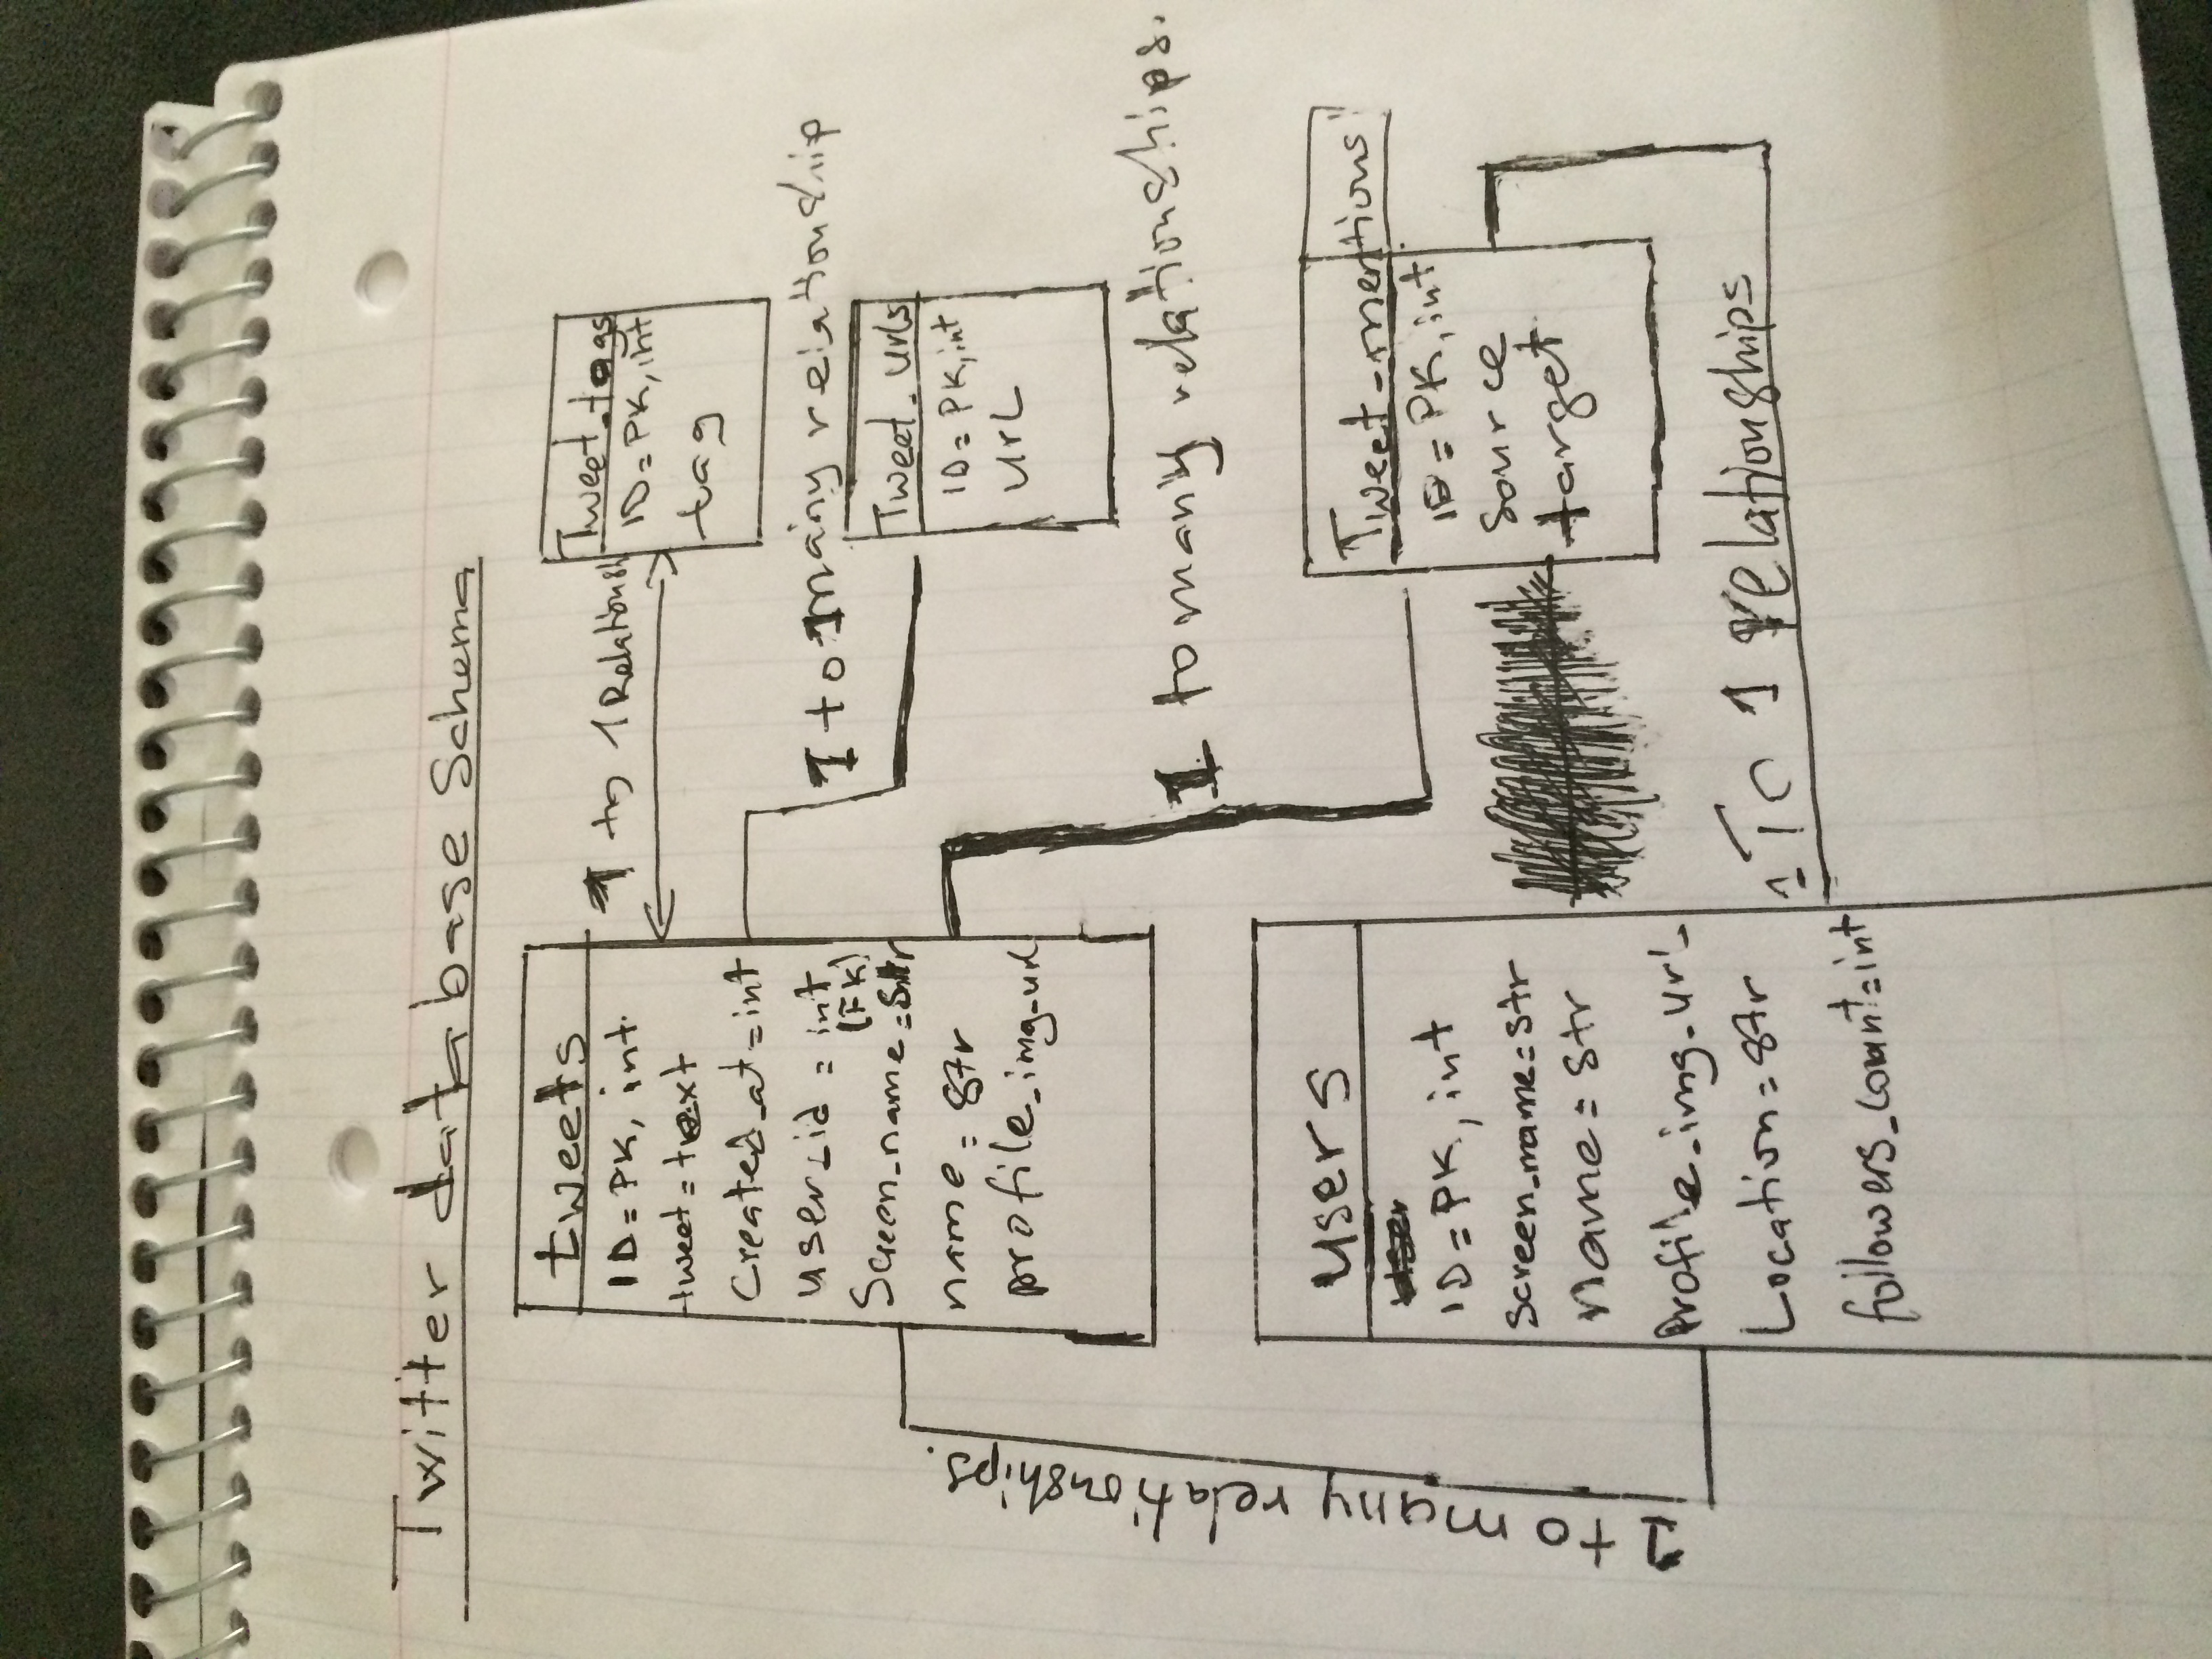 Twitter database Schema
tweets
ID = PK, int.
tweet = text
Created_at = int
user_id = int
(FK)
Screen_name = Str
name = str
profile_img_url
1 to 1 Relationsh
Tweet_tags
ID = PK, int
tag
1 to many relationship
Tweet_urls
ID = PK, int
UrL
1 to many relationships.
1 to many relationships.
users
User
ID = PK, int
Screen_name = str
Name = str
Profile_img_url
Location = str
followers_count = int
Tweet_mentions
ID = PK, int
Source
target
1 To 1 relationships